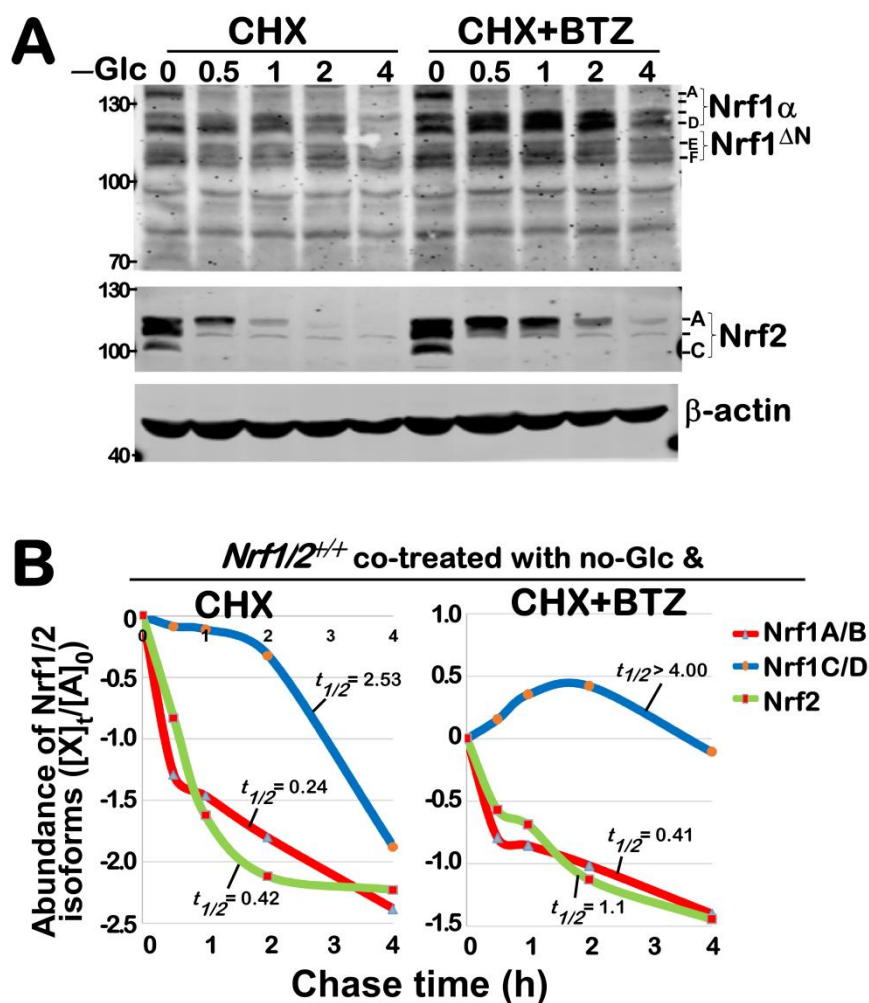 A
CHX CHX+BTZ
–Glc 0 0.5 1 2 4 0 0.5 1 2 4
130
A
Nrf1α
D
E
Nrf1ΔN
F
100
70
130
A
Nrf2
C
100
β-actin
40
B
Nrf1/2+/+ co-treated with no-Glc &
CHX CHX+BTZ
Abundance of Nrf1/2
isoforms ([X]t/[A]0)
0
-0.5
-1.0
-1.5
-2.0
-2.5
0 1 2 4
t1/2= 2.53
t1/2= 0.24
t1/2= 0.42
0 1 2 4
1.0
0.5
0
-0.5
-1.0
-1.5
t1/2> 4.00
t1/2= 0.41
t1/2= 1.1
0 1 2 4
Nrf1A/B
Nrf1C/D
Nrf2
Chase time (h)